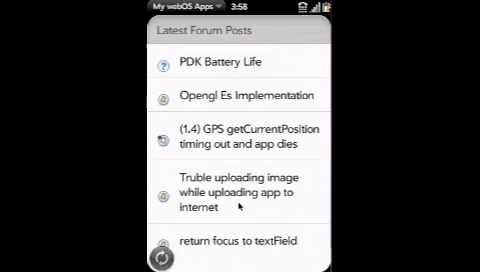 My webOS Apps 3:58
Latest Forum Posts
PDK Battery Life
Opengl Es Implementation
(1.4) GPS getCurrentPosition
timing out and app dies
Truble uploading image
while uploading app to
internet
return focus to textField